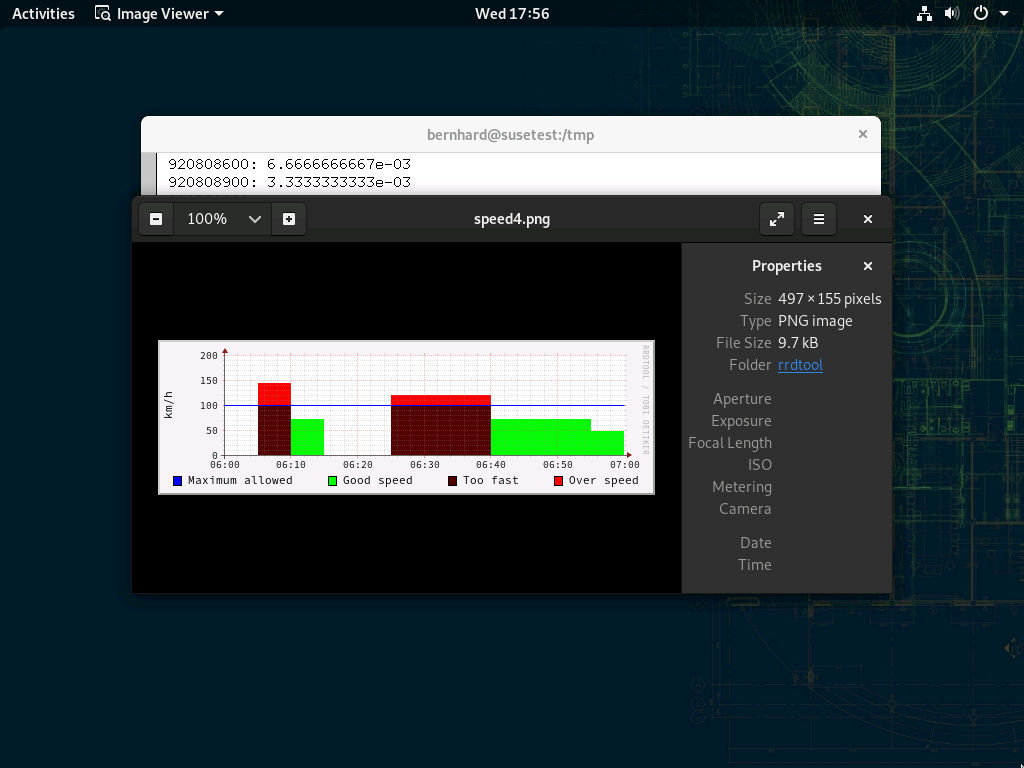 Activities Image Viewer Wed 17:56
bernhard@susetest:/tmp
920808600: 6.6666666667e-03
920808900: 3.3333333333e-03
100% speed4.png
Properties
Size 497 × 155 pixels
Type PNG image
File Size 9.7 kB
Folder rrdtool
Aperture
Exposure
Focal Length
ISO
Metering
Camera
Date
Time
RRDTOOL / TOBI OETIKER
km/h
200
150
100
50
0
06:00 06:10 06:20 06:30 06:40 06:50 07:00
Maximum allowed Good speed Too fast Over speed